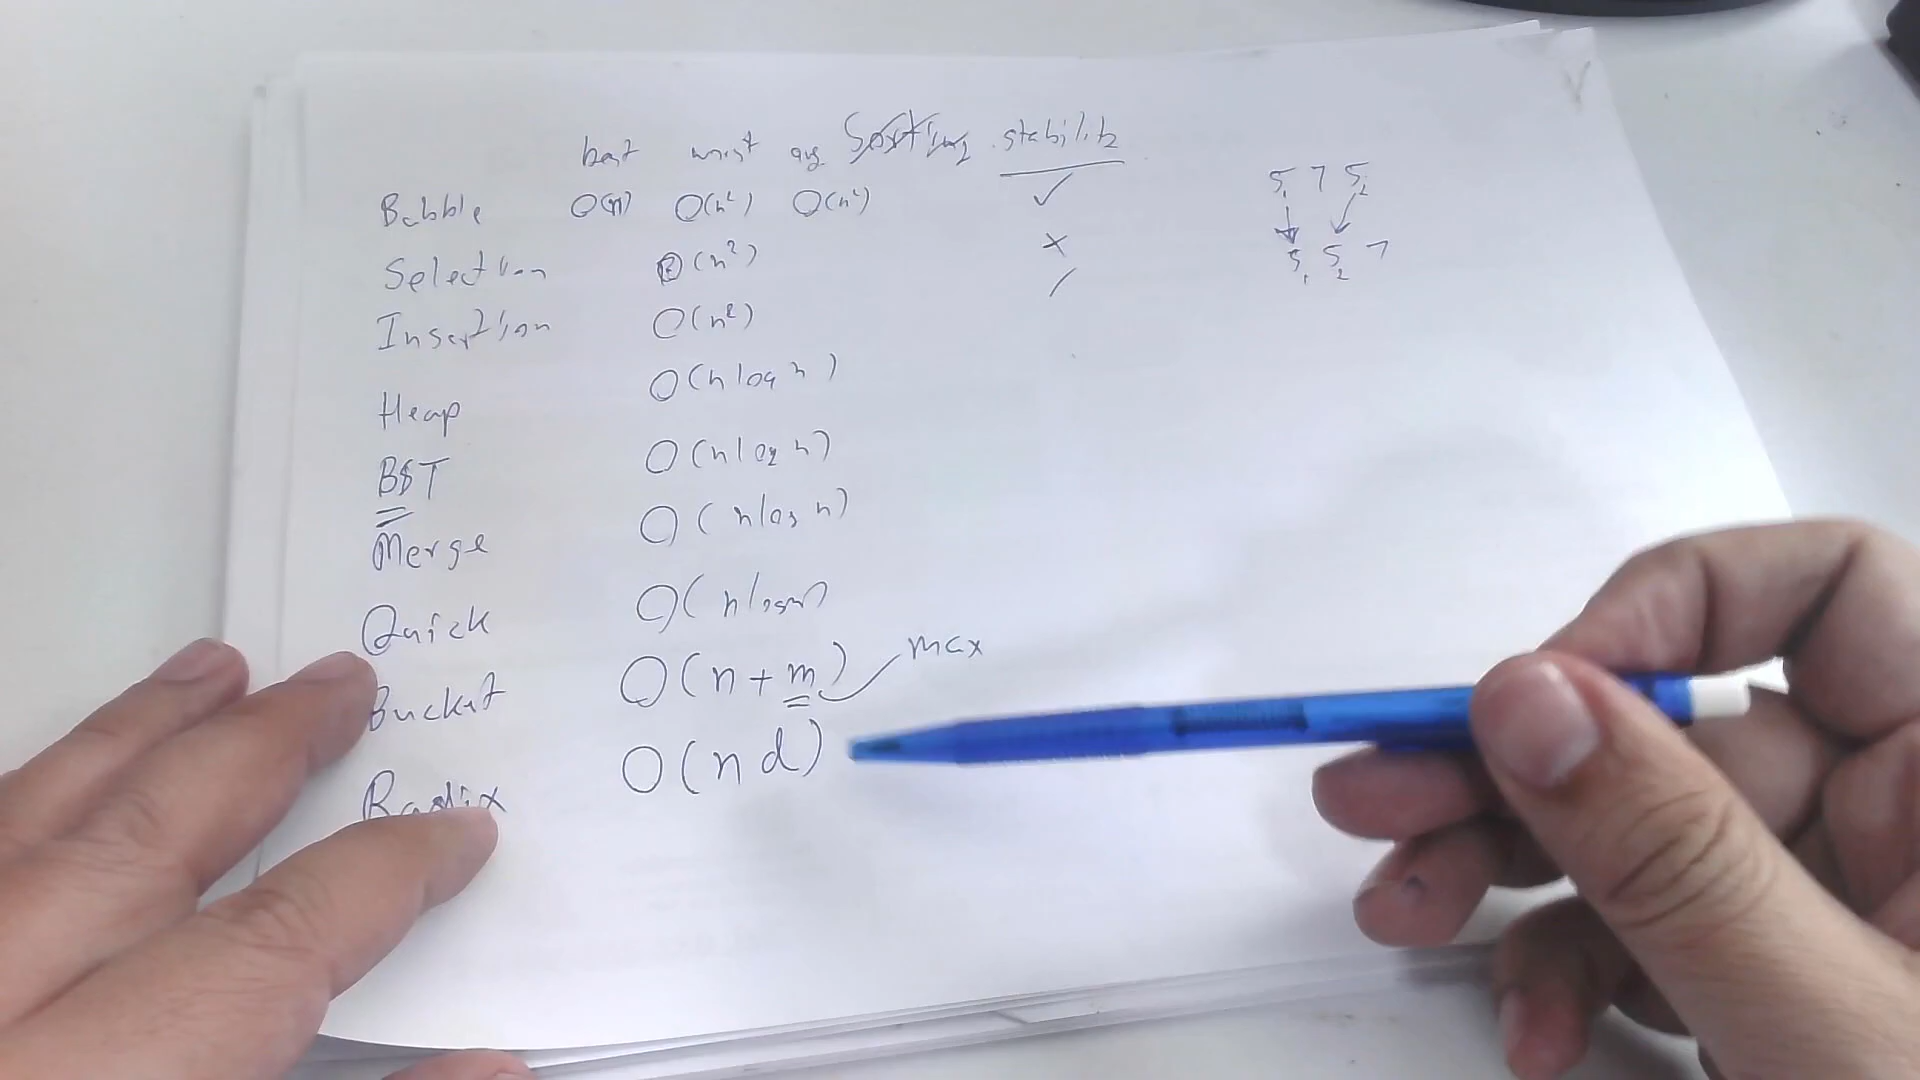 best worst avg Sorting stability
Bubble O(n) O(n²) O(n²) ✓
5₁ 7 5₂
5₁ 5₂ 7
Selection O(n²) ×
Insertion O(n²) /
Heap O(n log n)
BST O(n log n)
Merge O(n log n)
Quick O(n log n)
Bucket O(n + m) max
Radix O(n d)